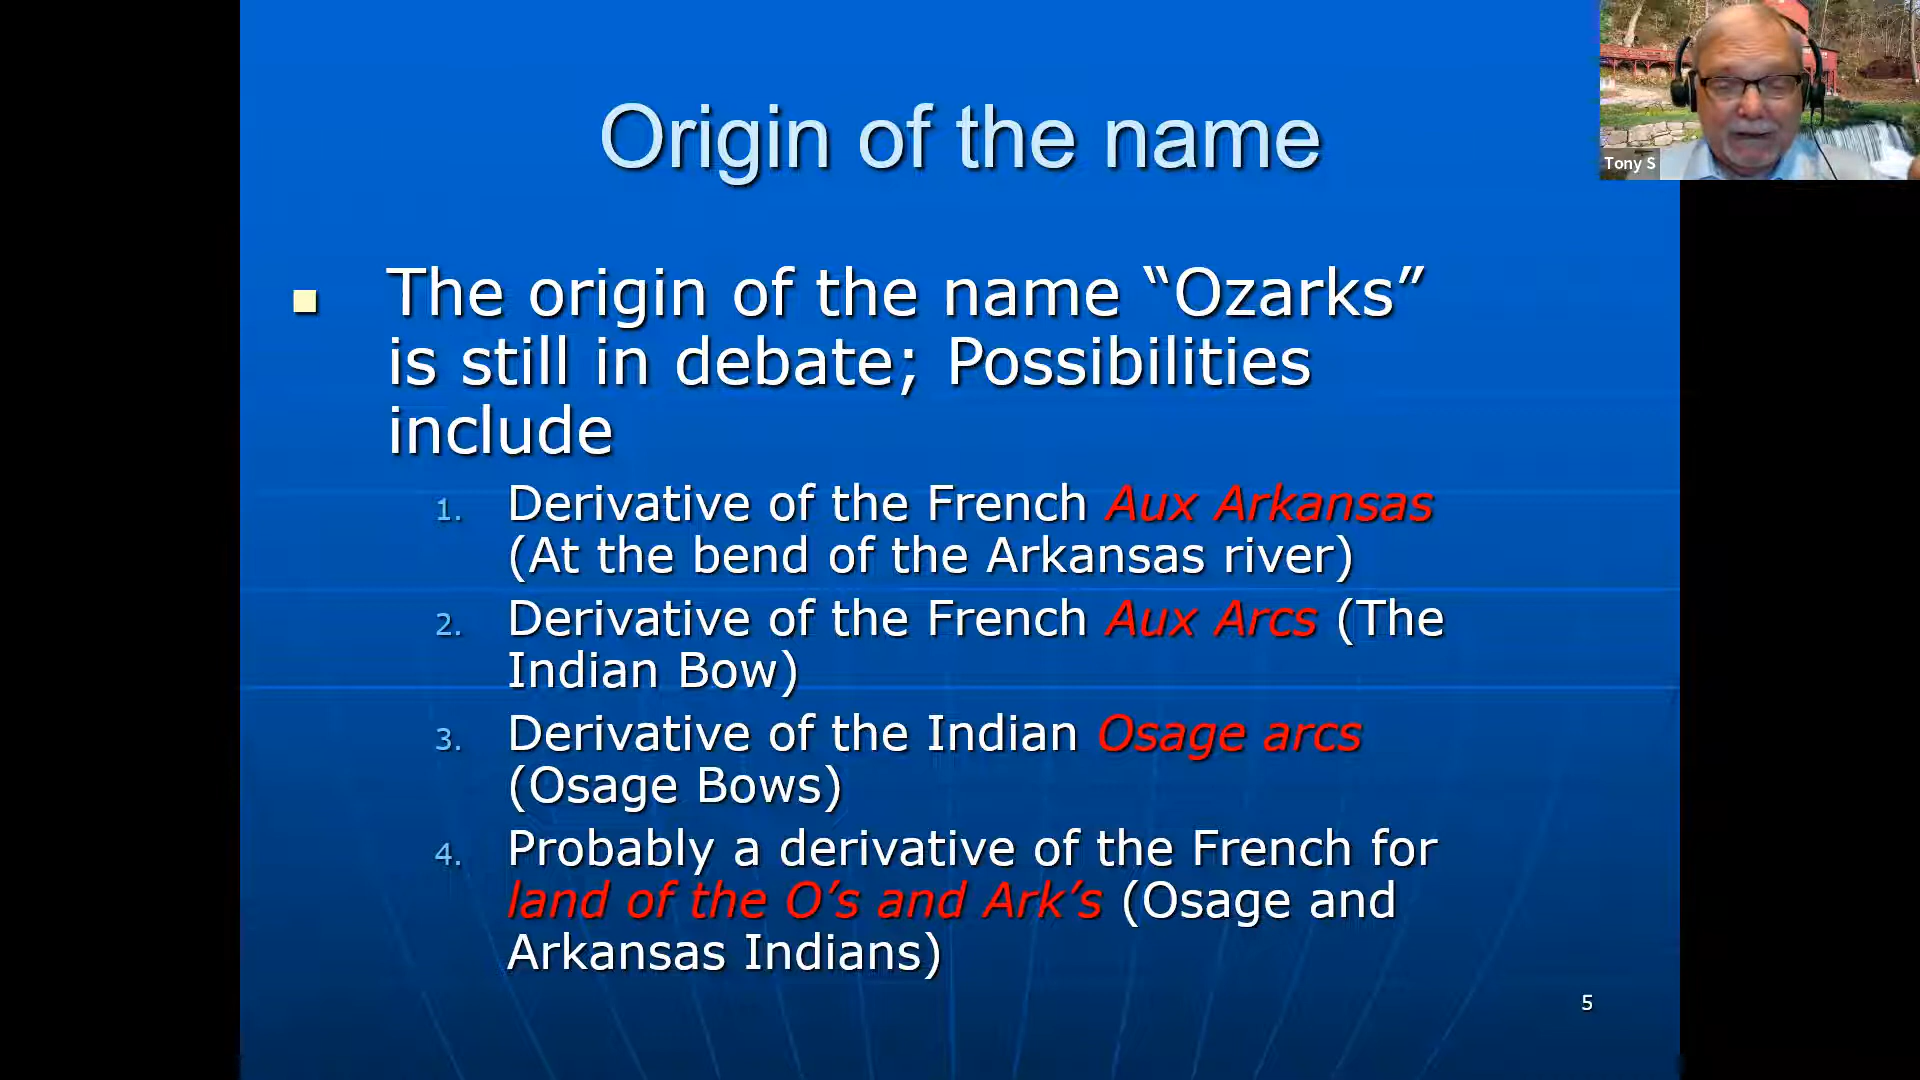 Origin of the name
Tony S
The origin of the name “Ozarks”
is still in debate; Possibilities
include
1. Derivative of the French Aux Arkansas
(At the bend of the Arkansas river)
2. Derivative of the French Aux Arcs (The
Indian Bow)
3. Derivative of the Indian Osage arcs
(Osage Bows)
4. Probably a derivative of the French for
land of the O’s and Ark’s (Osage and
Arkansas Indians)
5